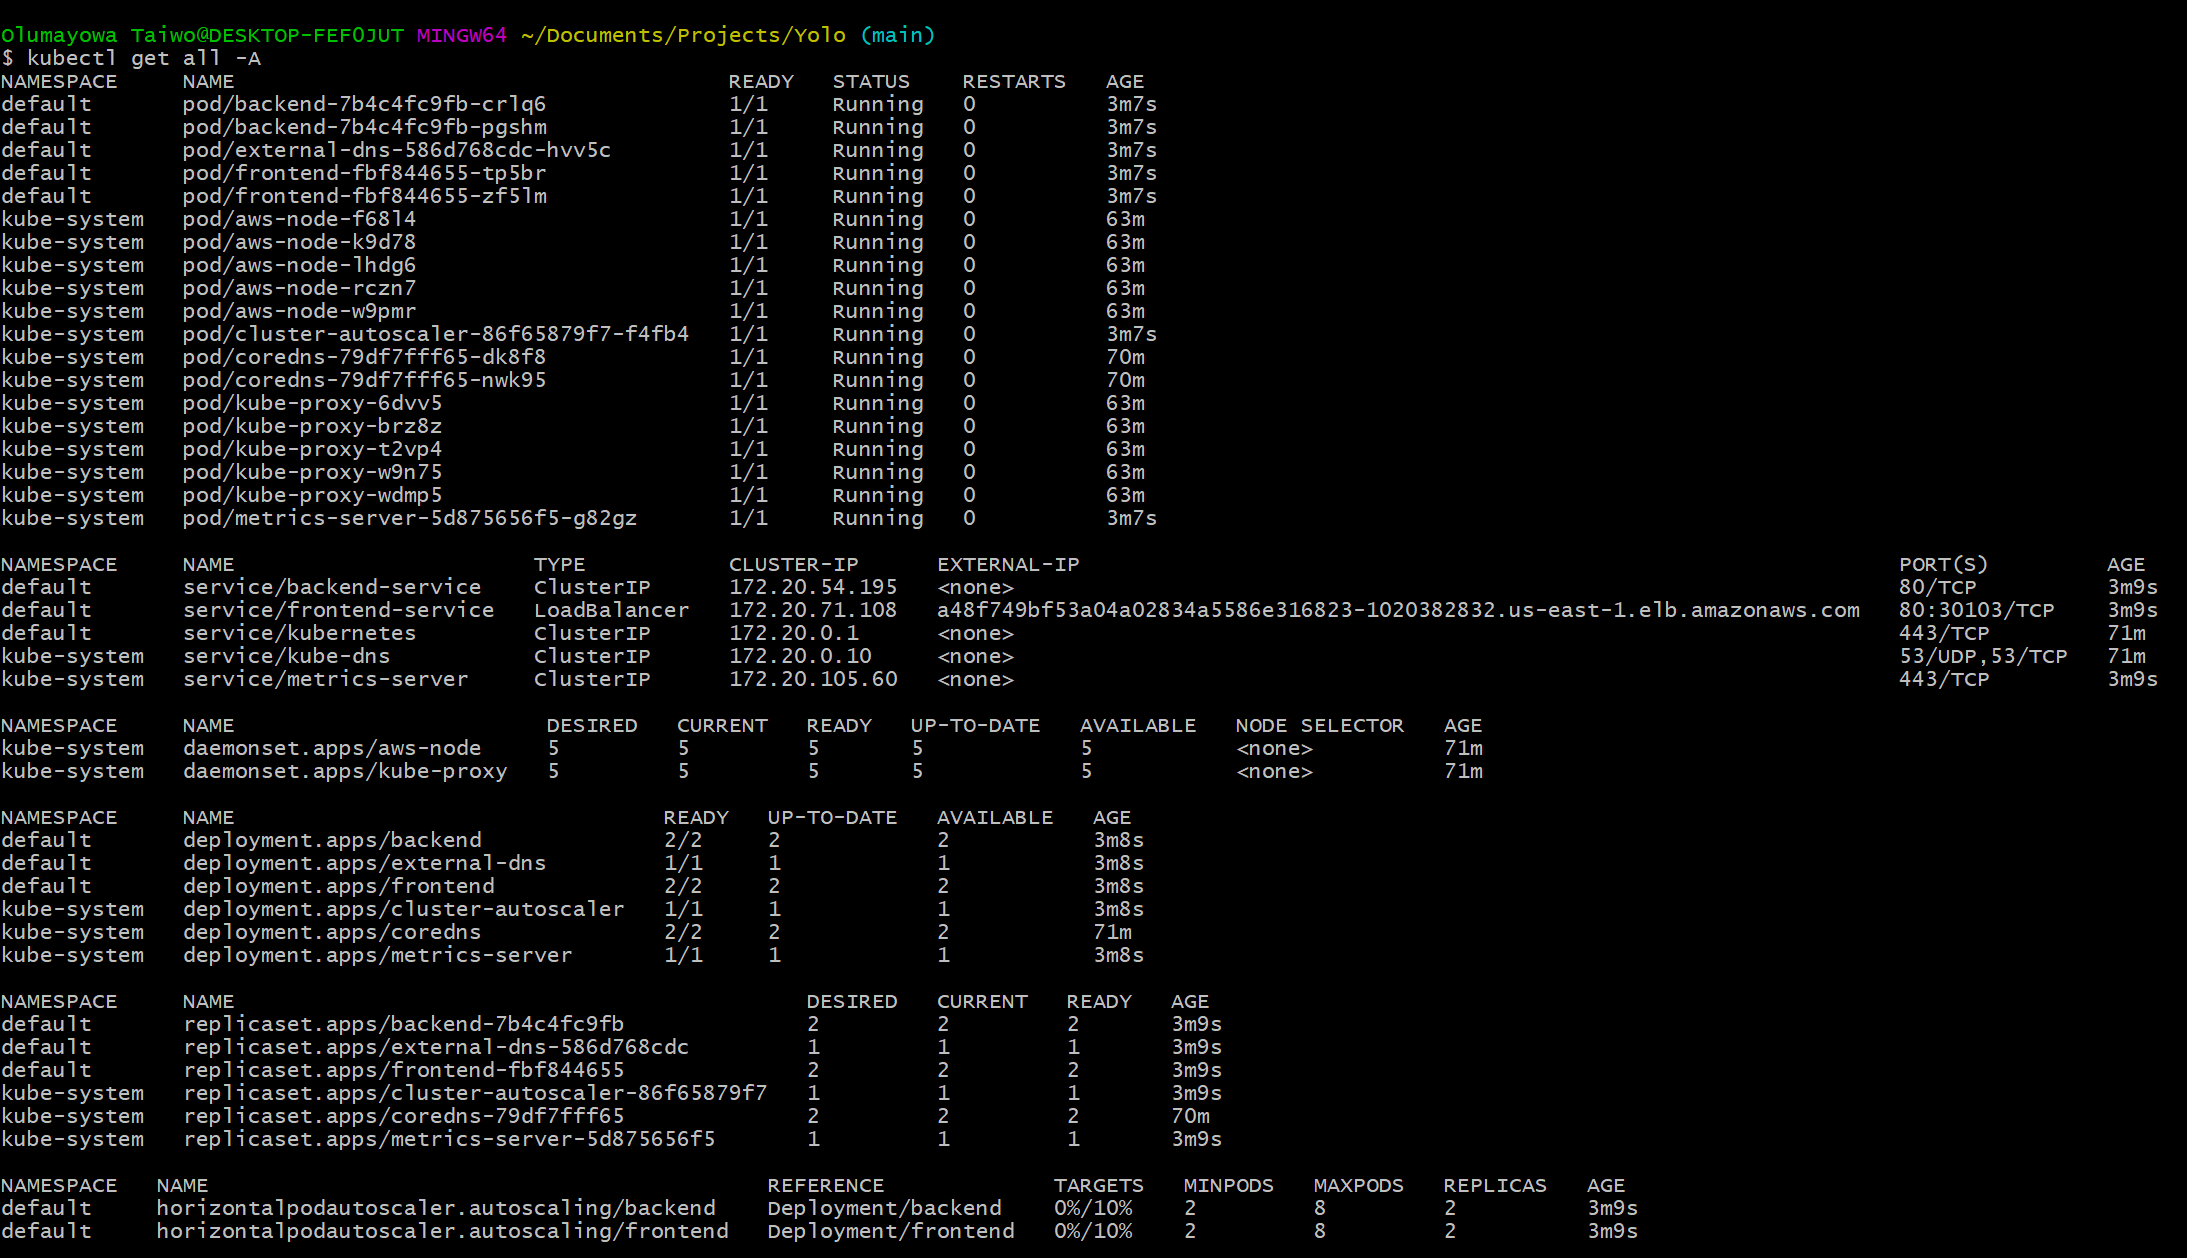 Olumayowa Taiwo@DESKTOP-FEF0JUT MINGW64 ~/Documents/Projects/Yolo (main)
$ kubectl get all -A
NAMESPACE     NAME                                      READY   STATUS    RESTARTS   AGE
default       pod/backend-7b4c4fc9fb-crlq6              1/1     Running   0          3m7s
default       pod/backend-7b4c4fc9fb-pgshm              1/1     Running   0          3m7s
default       pod/external-dns-586d768cdc-hvv5c         1/1     Running   0          3m7s
default       pod/frontend-fbf844655-tp5br              1/1     Running   0          3m7s
default       pod/frontend-fbf844655-zf5lm              1/1     Running   0          3m7s
kube-system   pod/aws-node-f68l4                        1/1     Running   0          63m
kube-system   pod/aws-node-k9d78                        1/1     Running   0          63m
kube-system   pod/aws-node-lhdg6                        1/1     Running   0          63m
kube-system   pod/aws-node-rczn7                        1/1     Running   0          63m
kube-system   pod/aws-node-w9pmr                        1/1     Running   0          63m
kube-system   pod/cluster-autoscaler-86f65879f7-f4fb4   1/1     Running   0          3m7s
kube-system   pod/coredns-79df7fff65-dk8f8              1/1     Running   0          70m
kube-system   pod/coredns-79df7fff65-nwk95              1/1     Running   0          70m
kube-system   pod/kube-proxy-6dvv5                      1/1     Running   0          63m
kube-system   pod/kube-proxy-brz8z                      1/1     Running   0          63m
kube-system   pod/kube-proxy-t2vp4                      1/1     Running   0          63m
kube-system   pod/kube-proxy-w9n75                      1/1     Running   0          63m
kube-system   pod/kube-proxy-wdmp5                      1/1     Running   0          63m
kube-system   pod/metrics-server-5d875656f5-g82gz       1/1     Running   0          3m7s
NAMESPACE     NAME                       TYPE           CLUSTER-IP      EXTERNAL-IP                                                               PORT(S)         AGE
default       service/backend-service    ClusterIP      172.20.54.195   <none>                                                                    80/TCP          3m9s
default       service/frontend-service   LoadBalancer   172.20.71.108   a48f749bf53a04a02834a5586e316823-1020382832.us-east-1.elb.amazonaws.com   80:30103/TCP    3m9s
default       service/kubernetes         ClusterIP      172.20.0.1      <none>                                                                    443/TCP         71m
kube-system   service/kube-dns           ClusterIP      172.20.0.10     <none>                                                                    53/UDP,53/TCP   71m
kube-system   service/metrics-server     ClusterIP      172.20.105.60   <none>                                                                    443/TCP         3m9s
NAMESPACE     NAME                        DESIRED   CURRENT   READY   UP-TO-DATE   AVAILABLE   NODE SELECTOR   AGE
kube-system   daemonset.apps/aws-node     5         5         5       5            5           <none>          71m
kube-system   daemonset.apps/kube-proxy   5         5         5       5            5           <none>          71m
NAMESPACE     NAME                                 READY   UP-TO-DATE   AVAILABLE   AGE
default       deployment.apps/backend              2/2     2            2           3m8s
default       deployment.apps/external-dns         1/1     1            1           3m8s
default       deployment.apps/frontend             2/2     2            2           3m8s
kube-system   deployment.apps/cluster-autoscaler   1/1     1            1           3m8s
kube-system   deployment.apps/coredns              2/2     2            2           71m
kube-system   deployment.apps/metrics-server       1/1     1            1           3m8s
NAMESPACE     NAME                                            DESIRED   CURRENT   READY   AGE
default       replicaset.apps/backend-7b4c4fc9fb              2         2         2       3m9s
default       replicaset.apps/external-dns-586d768cdc         1         1         1       3m9s
default       replicaset.apps/frontend-fbf844655              2         2         2       3m9s
kube-system   replicaset.apps/cluster-autoscaler-86f65879f7   1         1         1       3m9s
kube-system   replicaset.apps/coredns-79df7fff65              2         2         2       70m
kube-system   replicaset.apps/metrics-server-5d875656f5       1         1         1       3m9s
NAMESPACE   NAME                                           REFERENCE             TARGETS   MINPODS   MAXPODS   REPLICAS   AGE
default     horizontalpodautoscaler.autoscaling/backend    Deployment/backend    0%/10%    2         8         2          3m9s
default     horizontalpodautoscaler.autoscaling/frontend   Deployment/frontend   0%/10%    2         8         2          3m9s